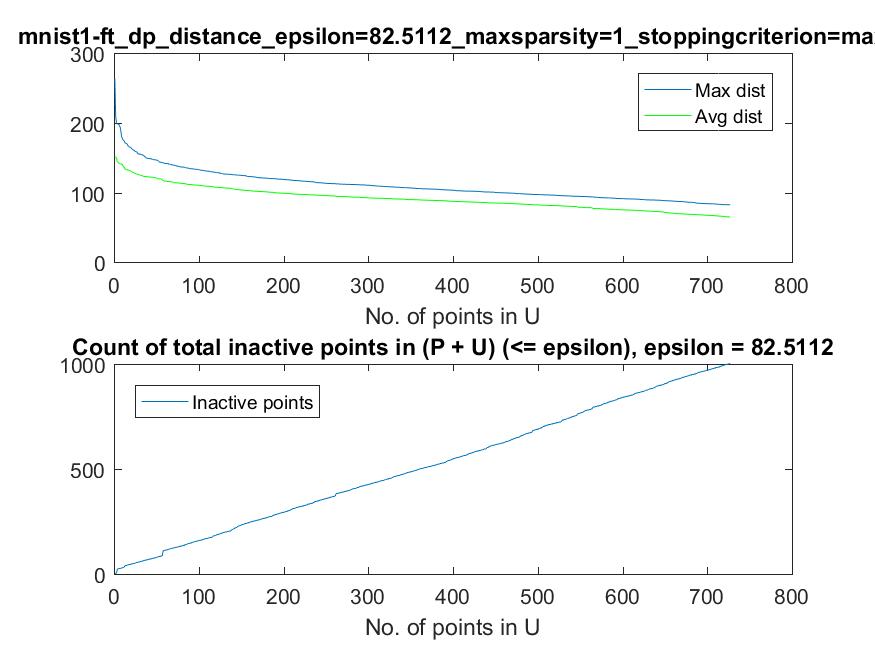 mnist1-ft_dp_distance_epsilon=82.5112_maxsparsity=1_stoppingcriterion=ma
300
200
100
0
Max dist
Avg dist
0 100 200 300 400 500 600 700 800
No. of points in U
Count of total inactive points in (P + U) (<= epsilon), epsilon = 82.5112
1000
500
0
Inactive points
0 100 200 300 400 500 600 700 800
No. of points in U